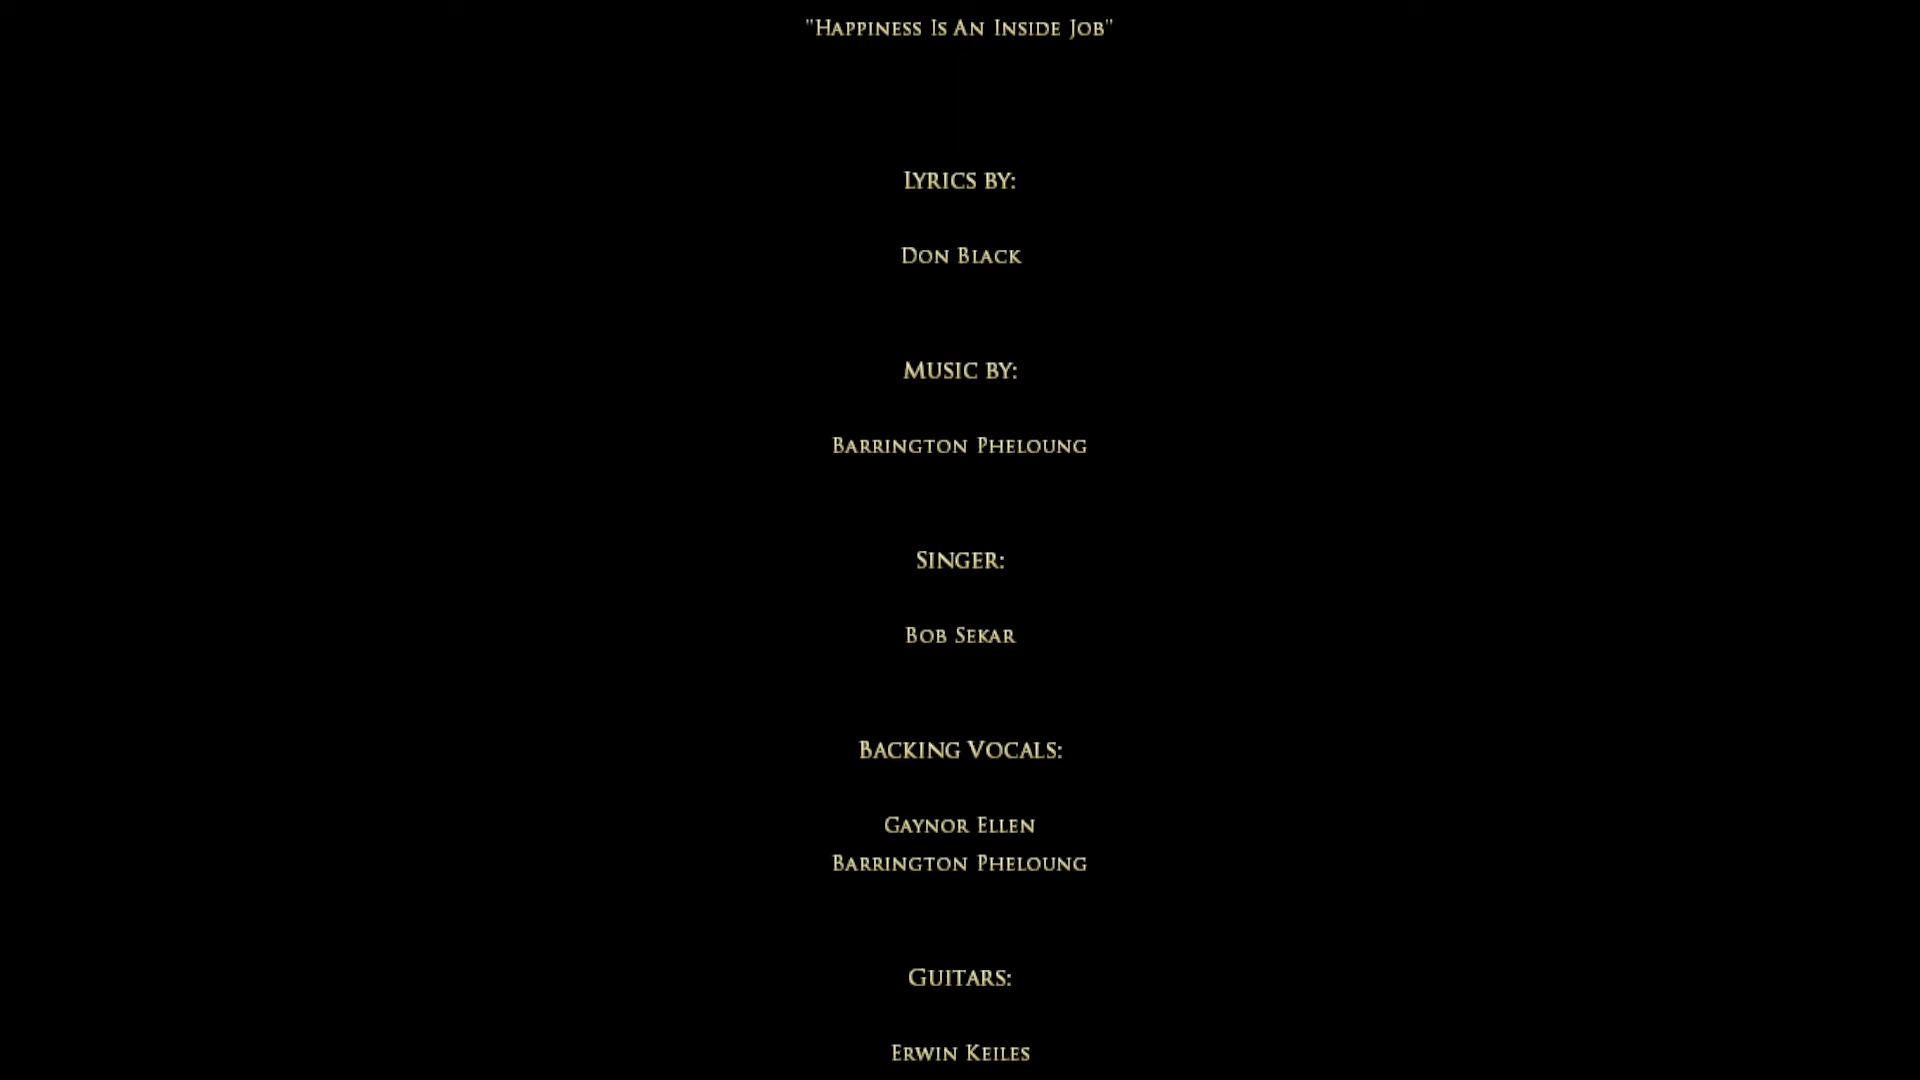 "Happiness Is An Inside Job"
Lyrics by:
Don Black
Music by:
Barrington Pheloung
Singer:
Bob Sekar
Backing Vocals:
Gaynor Ellen
Barrington Pheloung
Guitars:
Erwin Keiles